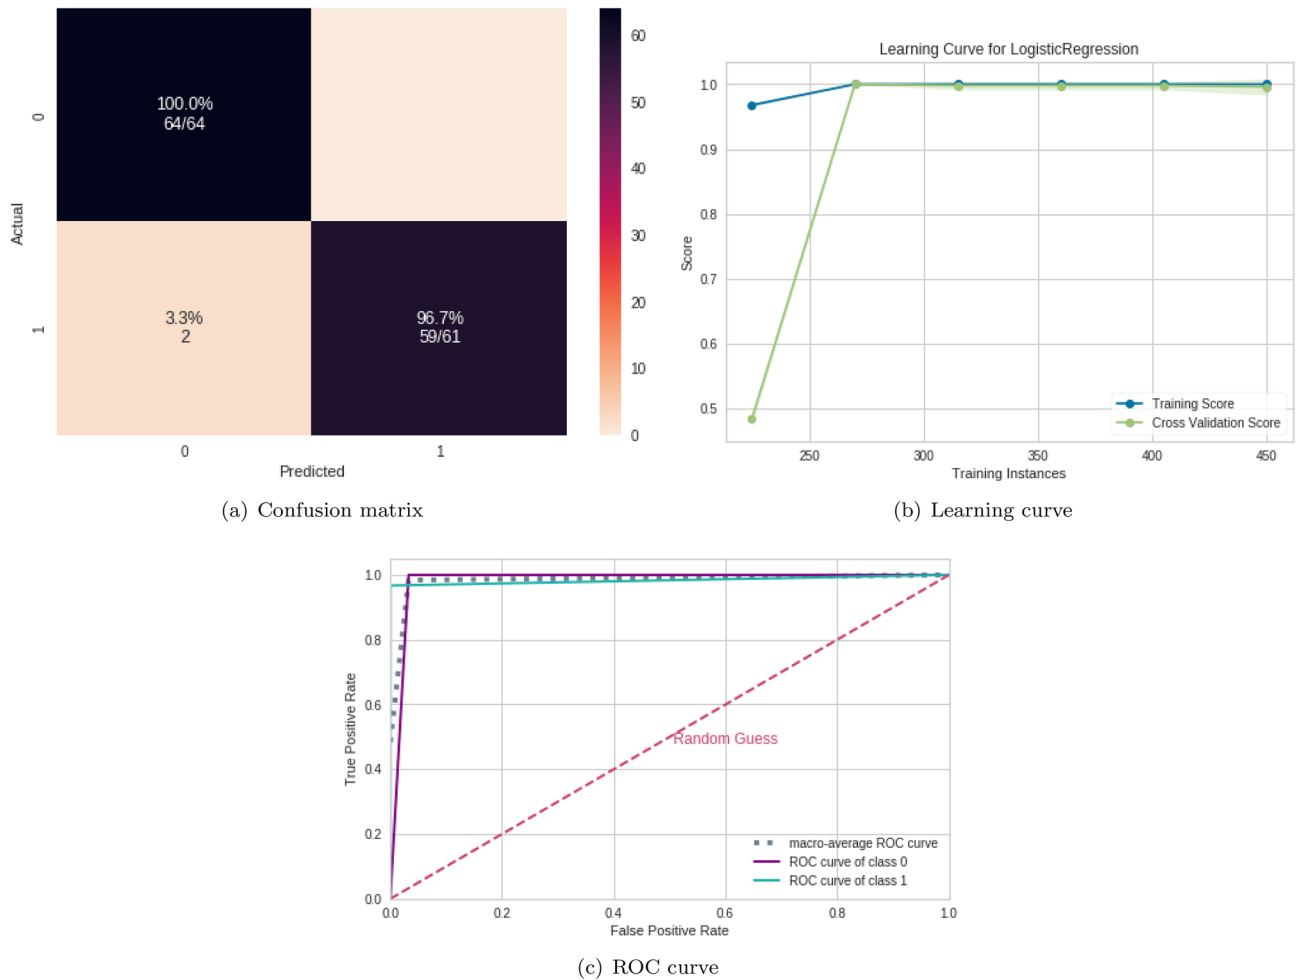 100.0%
64/64
3.3%
2
96.7%
59/61
0
1
Actual
0
1
Predicted
60
50
40
30
20
10
0
(a) Confusion matrix
Learning Curve for LogisticRegression
1.0
0.9
0.8
0.7
0.6
0.5
Score
250
300
350
400
450
Training Instances
Training Score
Cross Validation Score
(b) Learning curve
1.0
0.8
0.6
0.4
0.2
0.0
True Positive Rate
Random Guess
macro-average ROC curve
ROC curve of class 0
ROC curve of class 1
0.0
0.2
0.4
0.6
0.8
1.0
False Positive Rate
(c) ROC curve